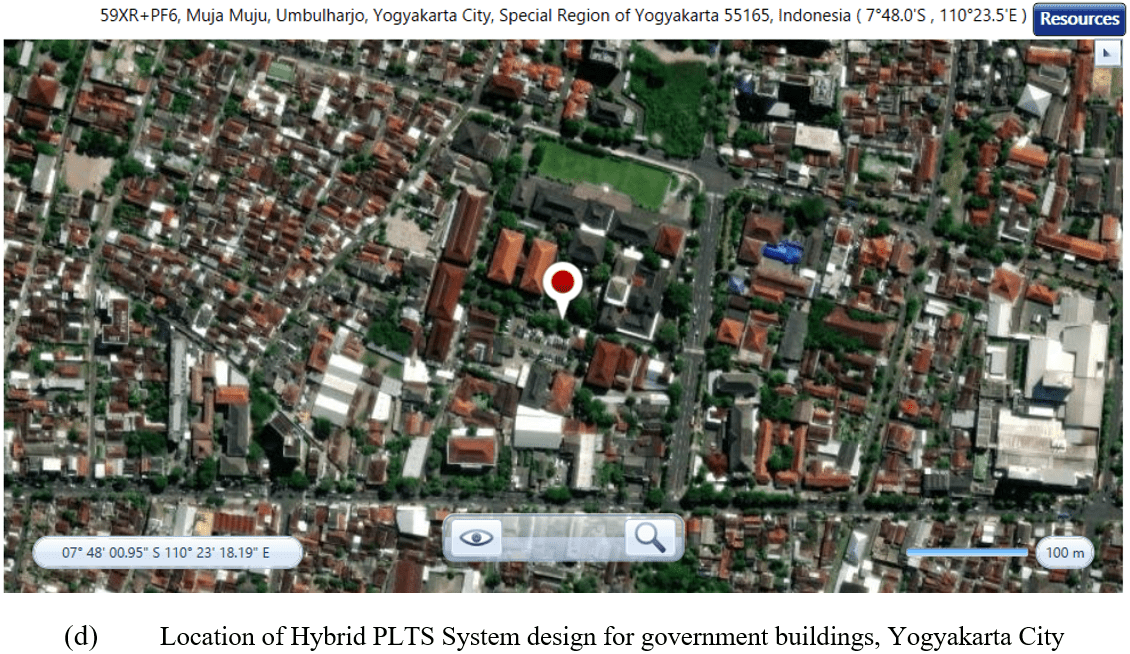 59XR+PF6, Muja Muju, Umbulharjo, Yogyakarta City, Special Region of Yogyakarta 55165, Indonesia ( 7°48.0'S , 110°23.5'E )
Resources
07° 48' 00.95" S 110° 23' 18.19" E
100 m
(d) Location of Hybrid PLTS System design for government buildings, Yogyakarta City